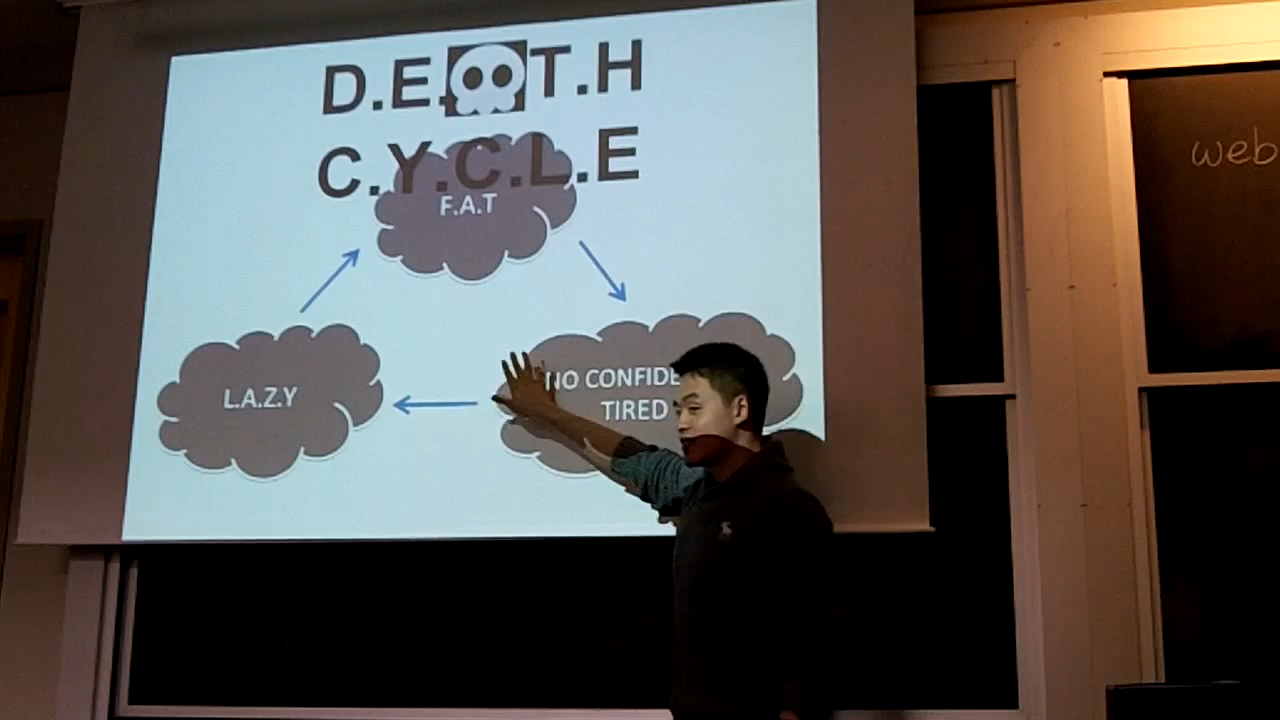 D.E. T.H
C.Y.C.L.E
F.A.T
L.A.Z.Y
NO CONFIDE
TIRED
web